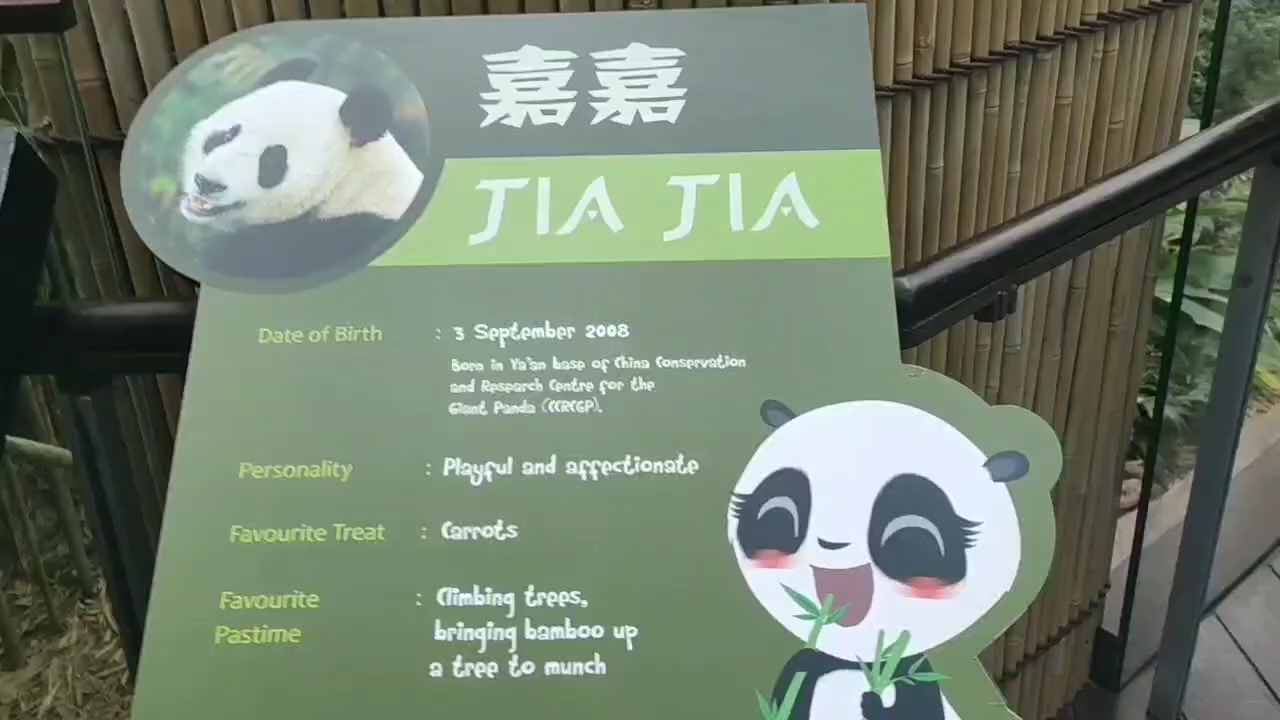 嘉嘉
JIA JIA
Date of Birth : 3 September 2008
Born in Ya'an base of China Conservation
and Research Centre for the
Giant Panda (CCRCGP).
Personality : Playful and affectionate
Favourite Treat : Carrots
Favourite : Climbing trees,
Pastime bringing bamboo up
a tree to munch